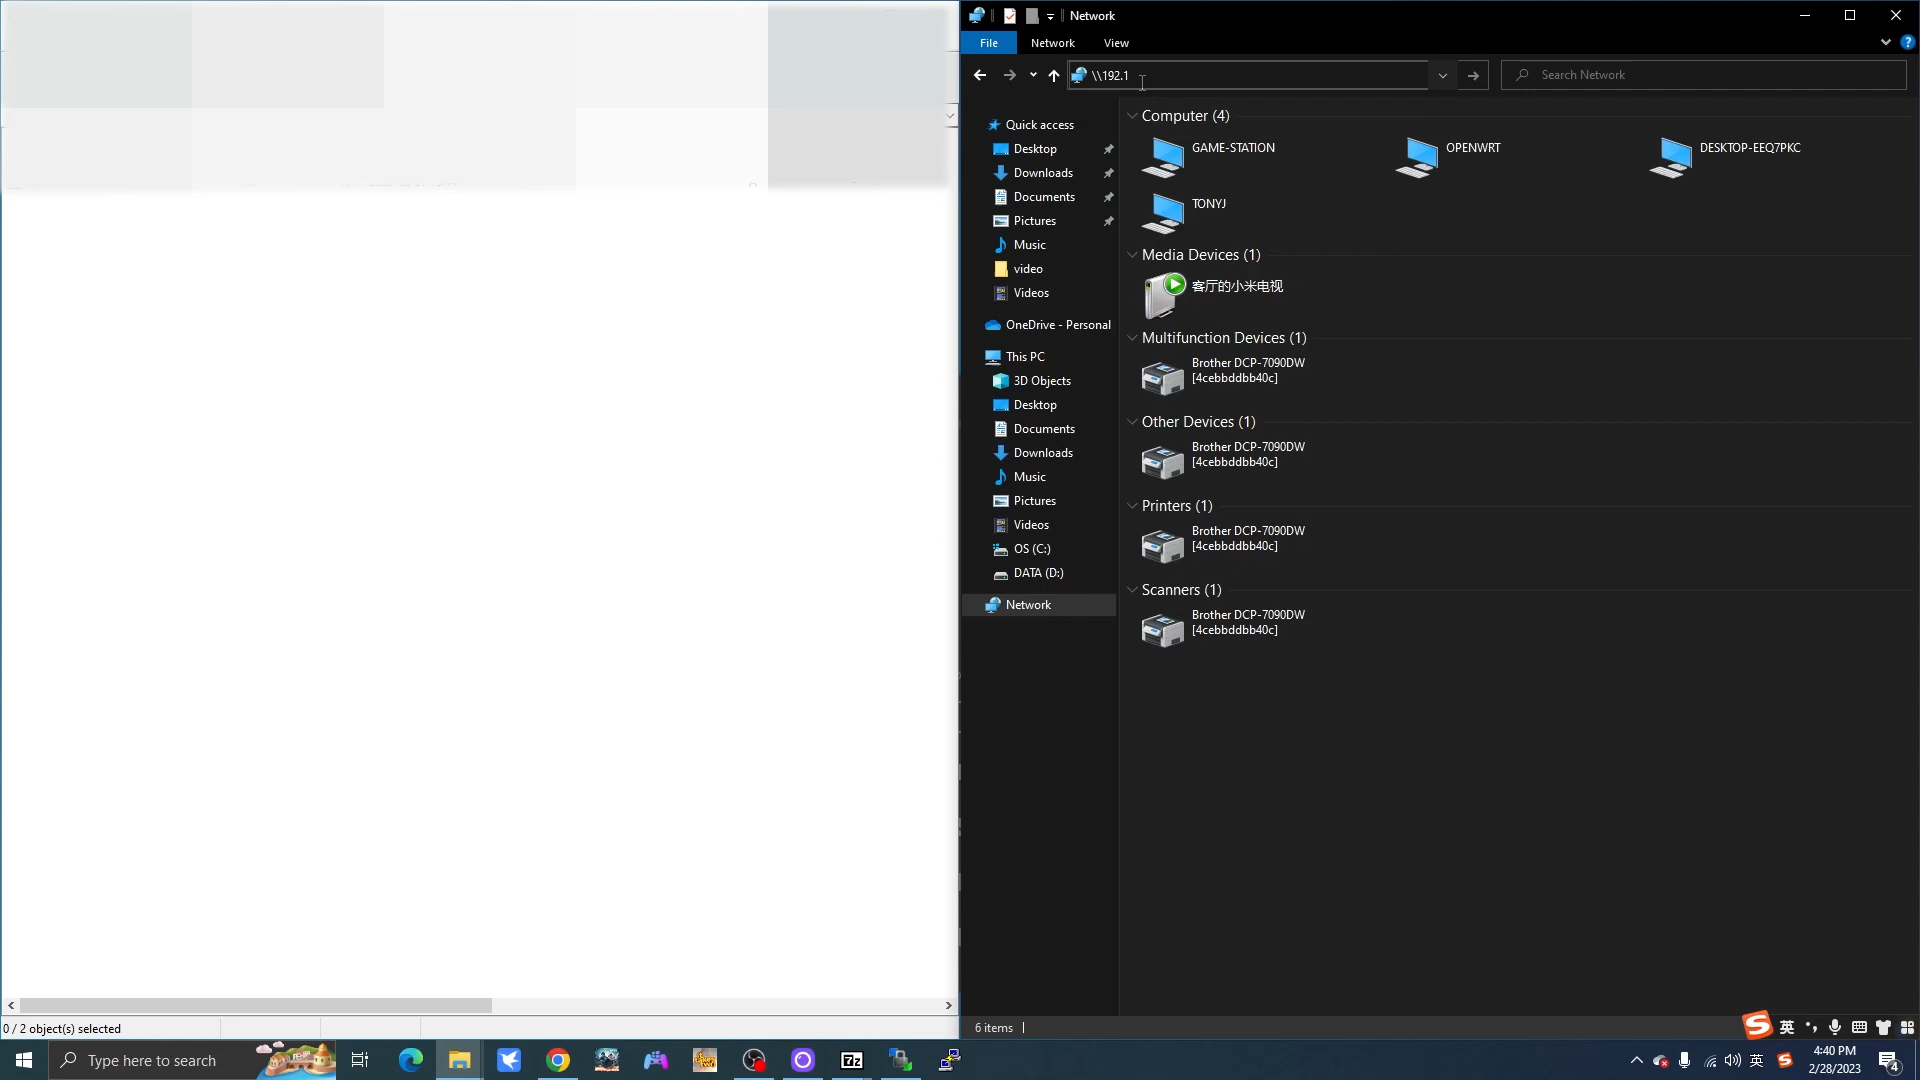 Network
File
Network
View
\\192.1
Search Network
Quick access
Desktop
Downloads
Documents
Pictures
Music
video
Videos
OneDrive - Personal
This PC
3D Objects
Desktop
Documents
Downloads
Music
Pictures
Videos
OS (C:)
DATA (D:)
Network
Computer (4)
GAME-STATION
OPENWRT
DESKTOP-EEQ7PKC
TONYJ
Media Devices (1)
客厅的小米电视
Multifunction Devices (1)
Brother DCP-7090DW
[4cebbddbb40c]
Other Devices (1)
Brother DCP-7090DW
[4cebbddbb40c]
Printers (1)
Brother DCP-7090DW
[4cebbddbb40c]
Scanners (1)
Brother DCP-7090DW
[4cebbddbb40c]
0 / 2 object(s) selected
6 items
英
Type here to search
7z
英
4:40 PM
2/28/2023
4